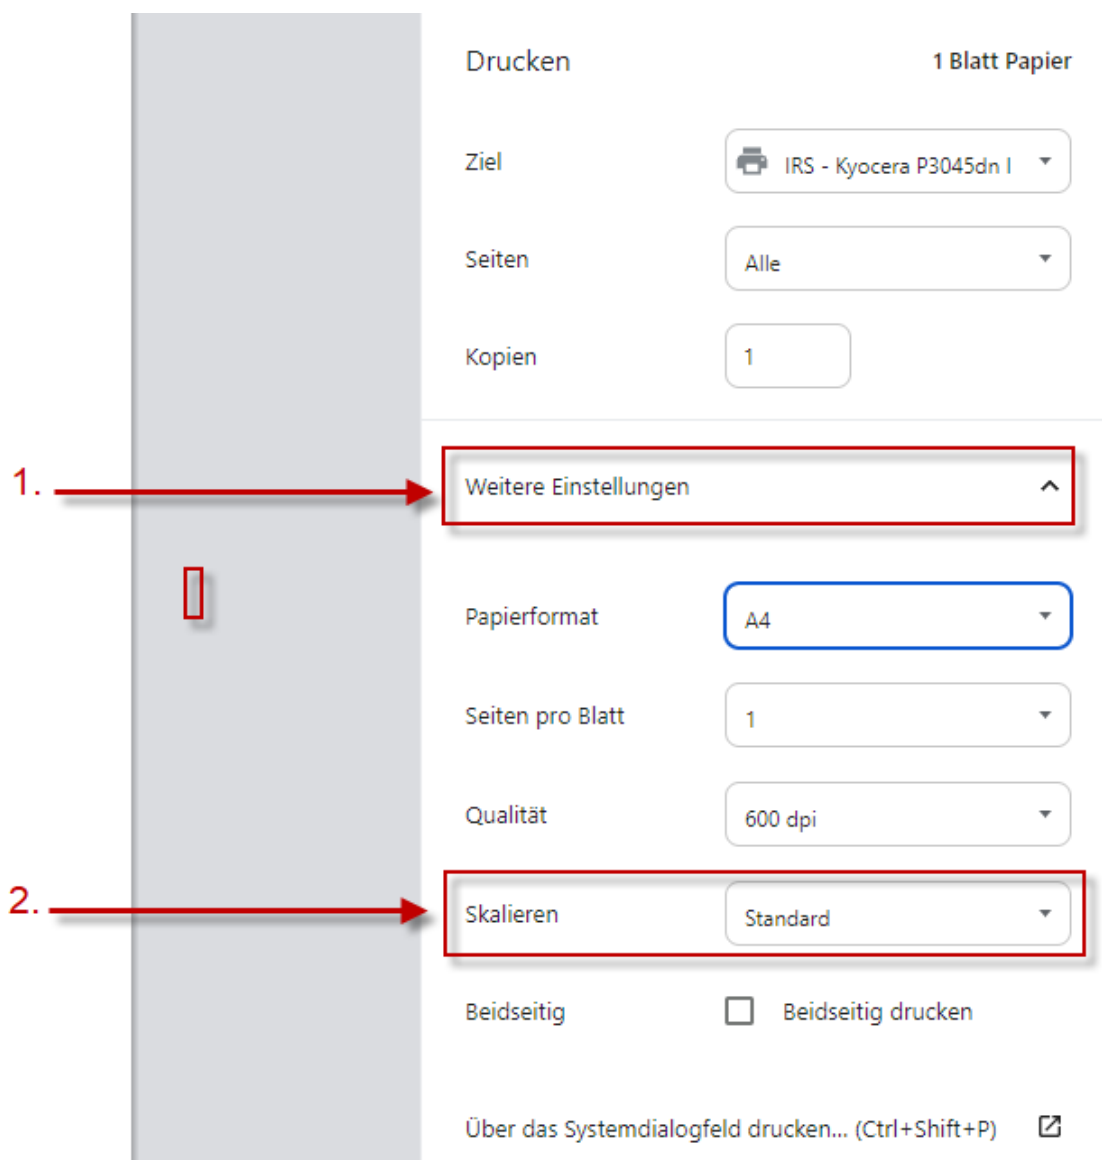 Drucken 1 Blatt Papier
Ziel IRS - Kyocera P3045dn
Seiten Alle
Kopien 1
1. Weitere Einstellungen
Papierformat A4
Seiten pro Blatt 1
Qualität 600 dpi
2. Skalieren Standard
Beidseitig Beidseitig drucken
Über das Systemdialogfeld drucken... (Ctrl+Shift+P)